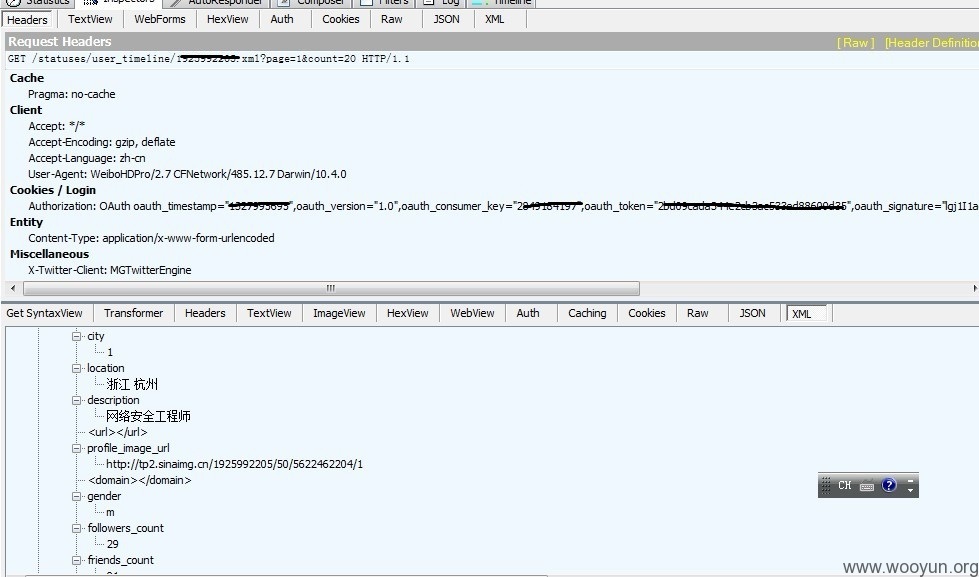 Statistics Inspectors AutoResponder Composer Filters Log Timeline
Headers TextView WebForms HexView Auth Cookies Raw JSON XML
Request Headers [ Raw ] [Header Definitio
GET /statuses/user_timeline/ .xml?page=1&count=20 HTTP/1.1
Cache
Pragma: no-cache
Client
Accept: */*
Accept-Encoding: gzip, deflate
Accept-Language: zh-cn
User-Agent: WeiboHDPro/2.7 CFNetwork/485.12.7 Darwin/10.4.0
Cookies / Login
Authorization: OAuth oauth_timestamp=" ",oauth_version="1.0",oauth_consumer_key=" ",oauth_token=" ",oauth_signature="lgj1I1a
Entity
Content-Type: application/x-www-form-urlencoded
Miscellaneous
X-Twitter-Client: MGTwitterEngine
Get SyntaxView Transformer Headers TextView ImageView HexView WebView Auth Caching Cookies Raw JSON XML
city
1
location
浙江 杭州
description
网络安全工程师
<url></url>
profile_image_url
http://tp2.sinaimg.cn/1925992205/50/5622462204/1
<domain></domain>
gender
m
followers_count
29
friends_count
CH
www.wooyun.org